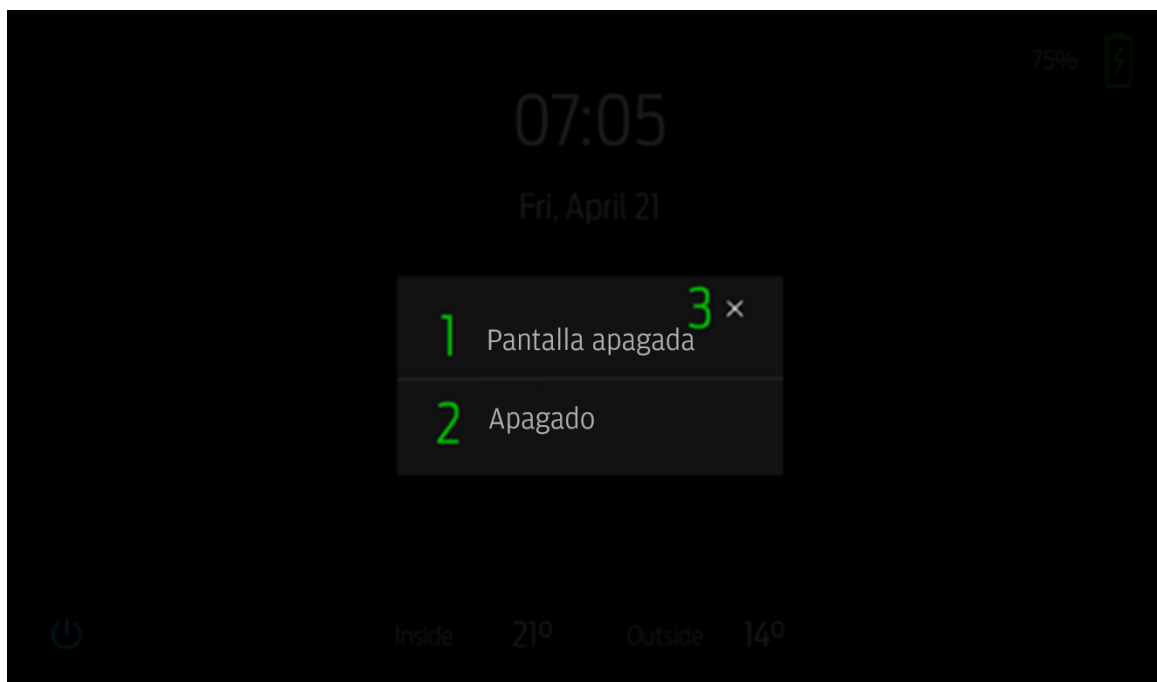 75%
07:05
Fri, April 21
3 ×
1 Pantalla apagada
2 Apagado
Inside 21º Outside 14º